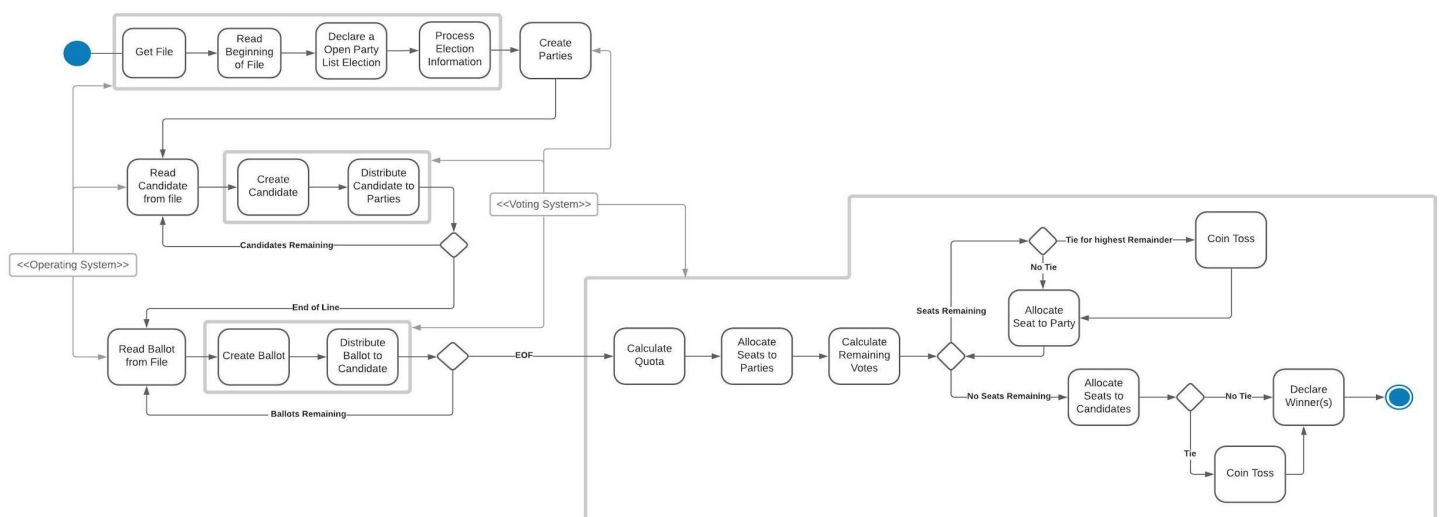 Get File
Read
Beginning
of File
Declare a
Open Party
List Election
Process
Election
Information
Create
Parties
Read
Candidate
from file
Create
Candidate
Distribute
Candidate to
Parties
Candidates Remaining
<<Voting System>>
<<Operating System>>
End of Line
Read Ballot
from File
Create Ballot
Distribute
Ballot to
Candidate
Ballots Remaining
EOF
Calculate
Quota
Allocate
Seats to
Parties
Calculate
Remaining
Votes
Seats Remaining
Tie for highest Remainder
Coin Toss
No Tie
Allocate
Seat to Party
No Seats Remaining
Allocate
Seats to
Candidates
No Tie
Declare
Winner(s)
Tie
Coin Toss